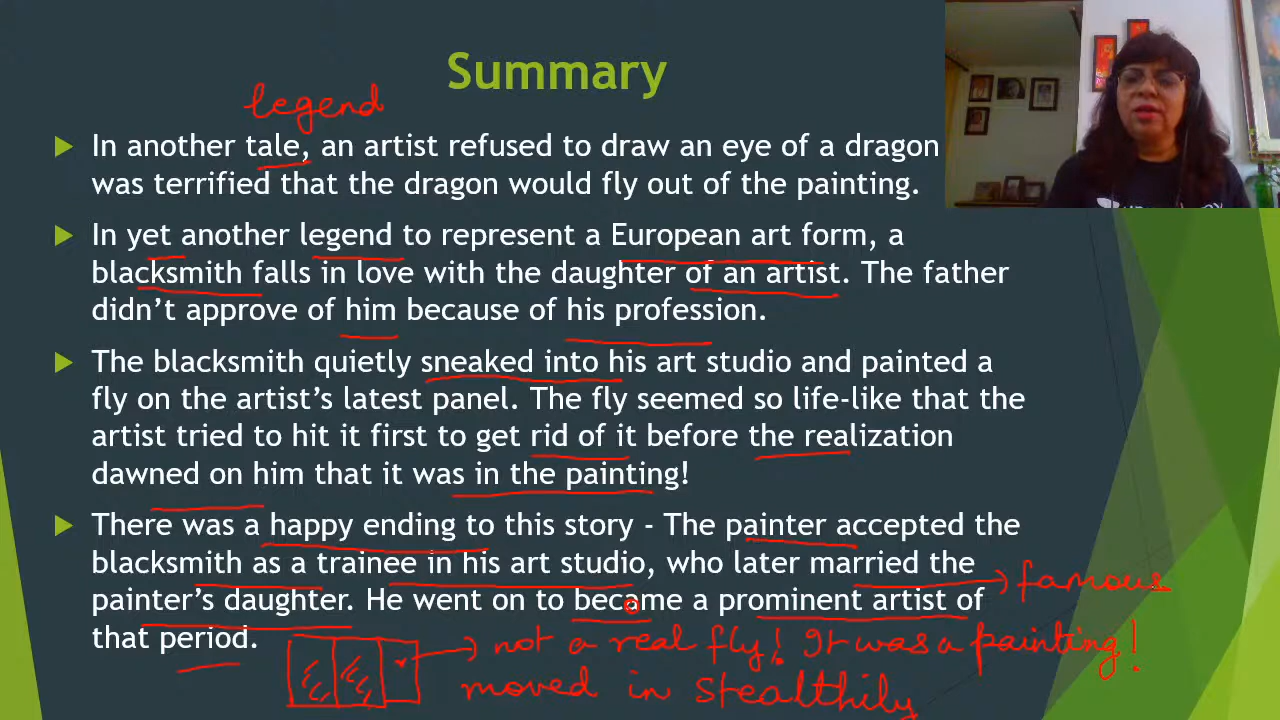 Summary
legend
In another tale, an artist refused to draw an eye of a dragon
was terrified that the dragon would fly out of the painting.
In yet another legend to represent a European art form, a
blacksmith falls in love with the daughter of an artist. The father
didn't approve of him because of his profession.
The blacksmith quietly sneaked into his art studio and painted a
fly on the artist's latest panel. The fly seemed so life-like that the
artist tried to hit it first to get rid of it before the realization
dawned on him that it was in the painting!
There was a happy ending to this story - The painter accepted the
blacksmith as a trainee in his art studio, who later married the
painter's daughter. He went on to became a prominent artist of
that period.
famous
not a real fly! It was a painting!
moved in stealthily